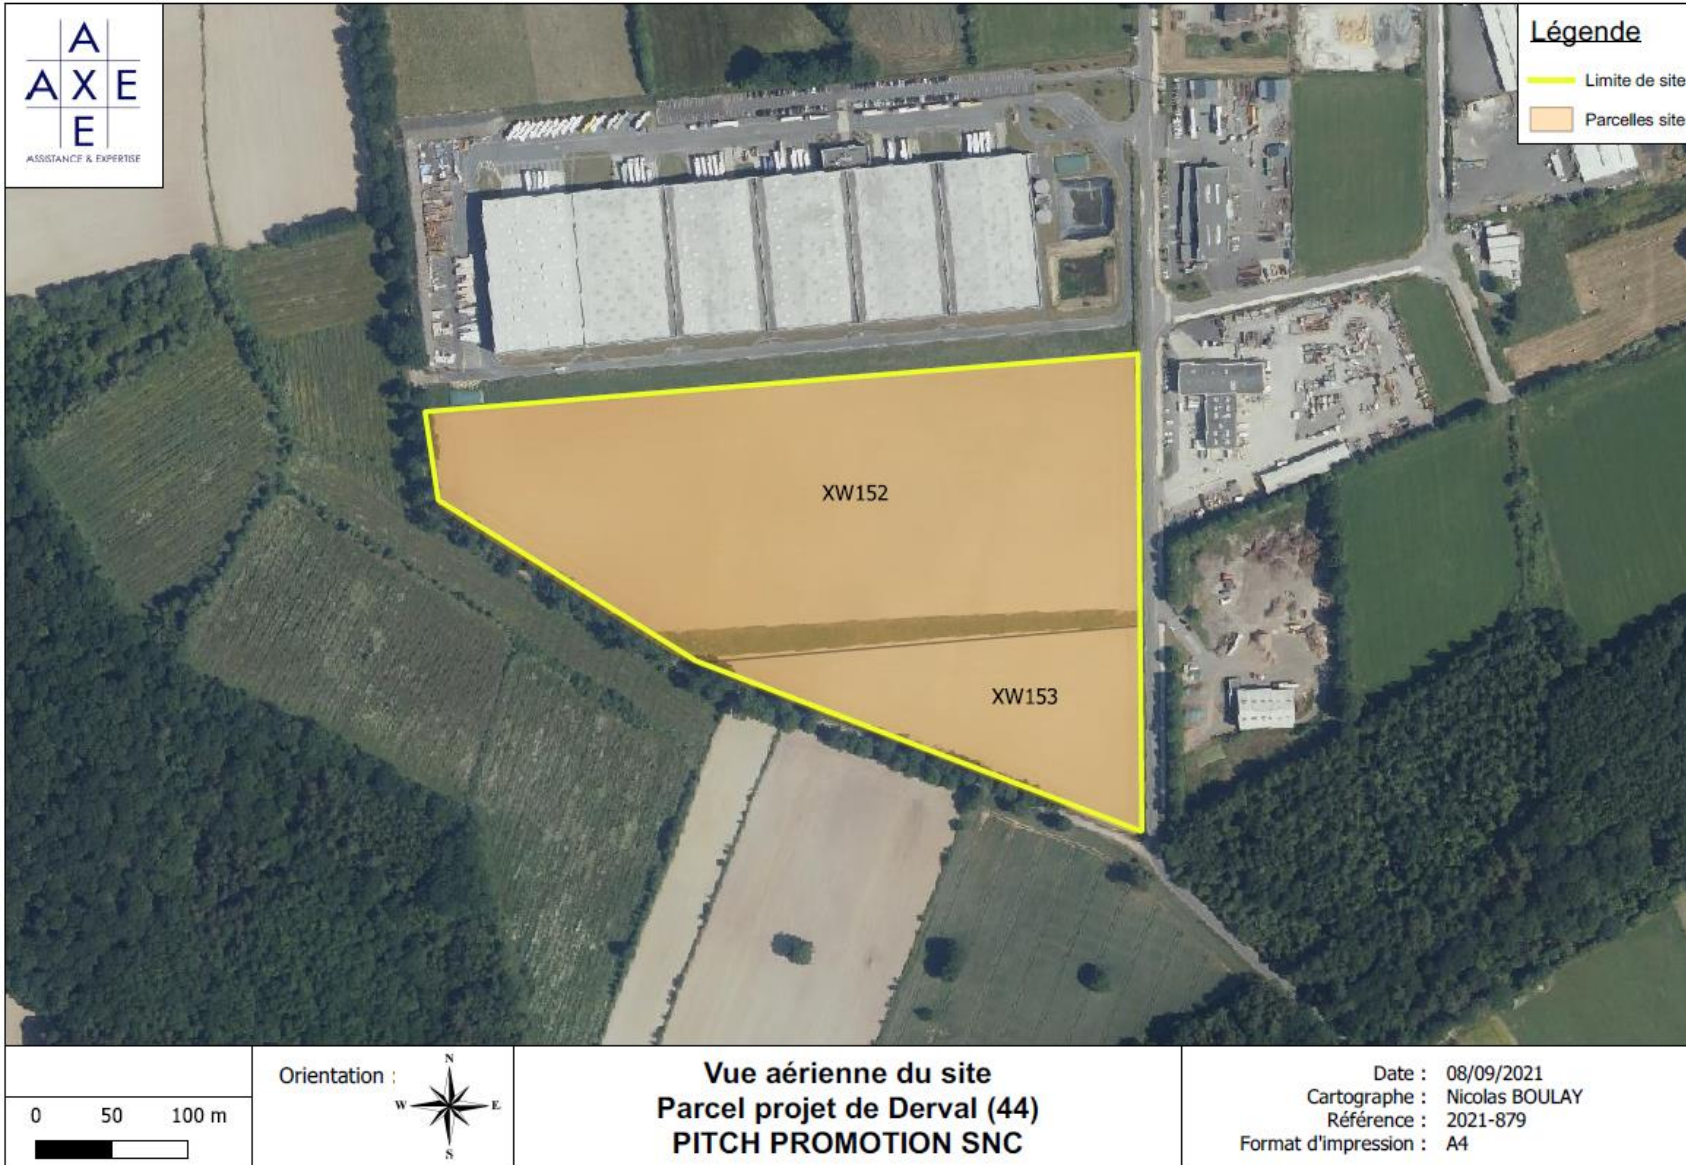 A
A X E
E
ASSISTANCE & EXPERTISE
Légende
Limite de site
Parcelles site
XW152
XW153
0 50 100 m
Orientation :
N
W E
S
Vue aérienne du site
Parcel projet de Derval (44)
PITCH PROMOTION SNC
Date : 08/09/2021
Cartographe : Nicolas BOULAY
Référence : 2021-879
Format d'impression : A4